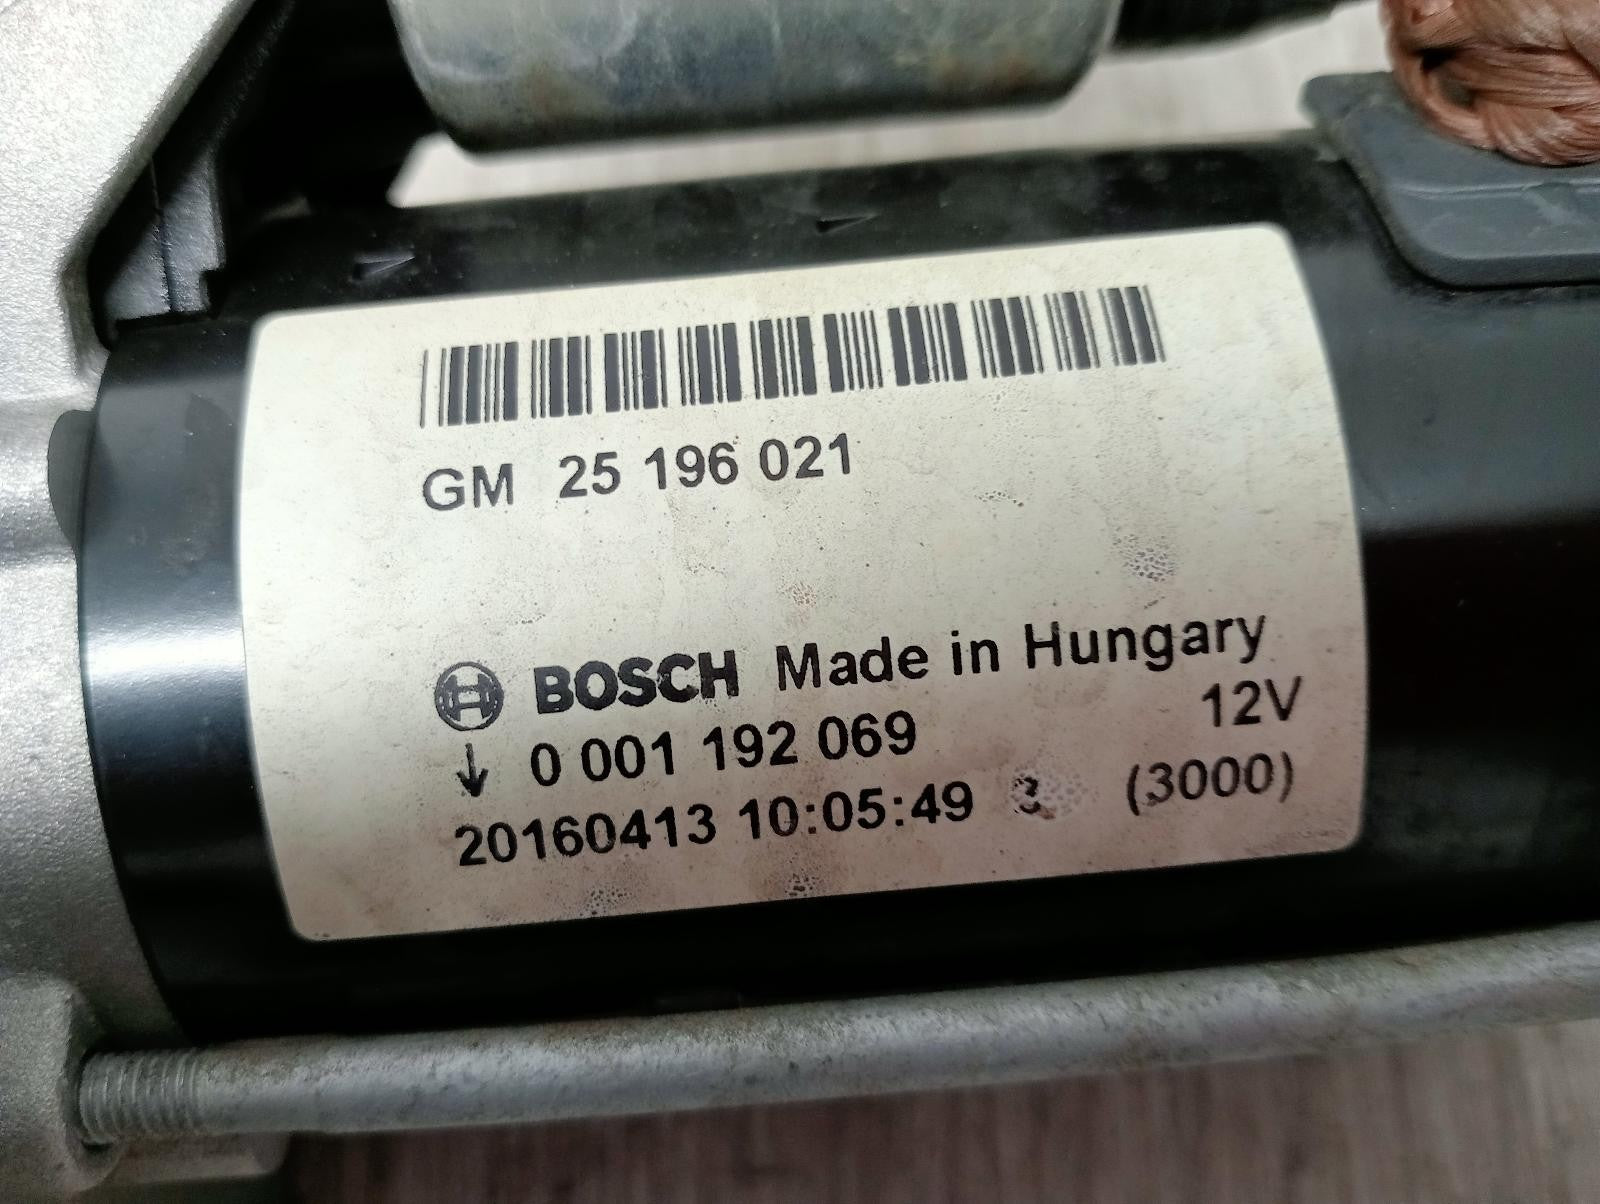 GM 25 196 021
BOSCH Made in Hungary
↓ 0 001 192 069 12V
20160413 10:05:49 (3000)